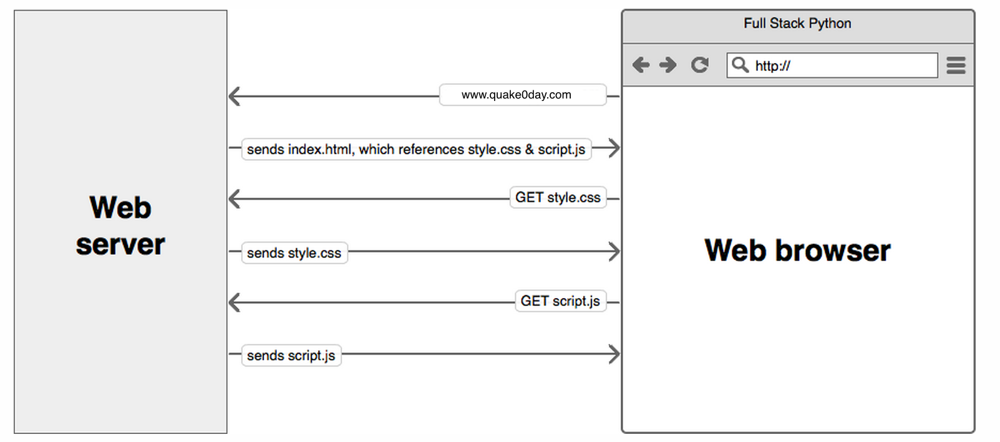 Full Stack Python
http://
www.quake0day.com
sends index.html, which references style.css & script.js
GET style.css
sends style.css
GET script.js
sends script.js
Web
server
Web browser